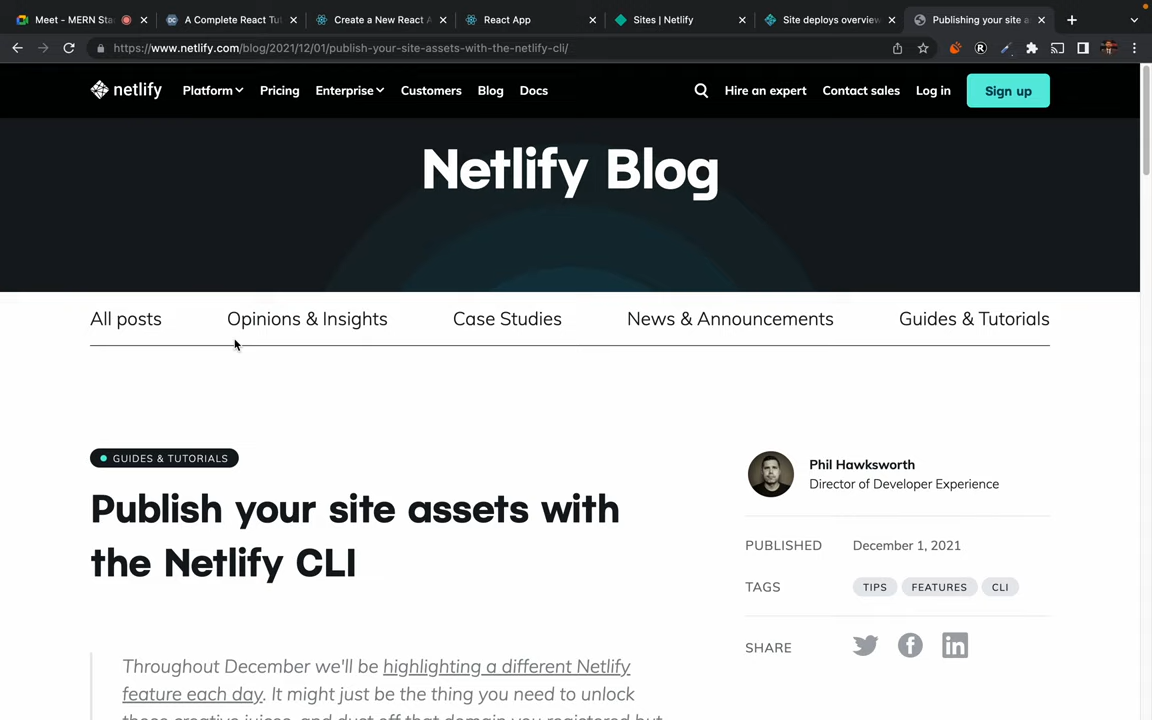 Meet - MERN Sta
A Complete React Tut
Create a New React A
React App
Sites | Netlify
Site deploys overview
Publishing your site a
https://www.netlify.com/blog/2021/12/01/publish-your-site-assets-with-the-netlify-cli/
netlify
Platform
Pricing
Enterprise
Customers
Blog
Docs
Hire an expert
Contact sales
Log in
Sign up
Netlify Blog
All posts
Opinions & Insights
Case Studies
News & Announcements
Guides & Tutorials
GUIDES & TUTORIALS
Publish your site assets with
the Netlify CLI
Phil Hawksworth
Director of Developer Experience
PUBLISHED December 1, 2021
TAGS TIPS FEATURES CLI
SHARE
Throughout December we'll be highlighting a different Netlify
feature each day. It might just be the thing you need to unlock
those creative juices, and dust off that domain you registered but